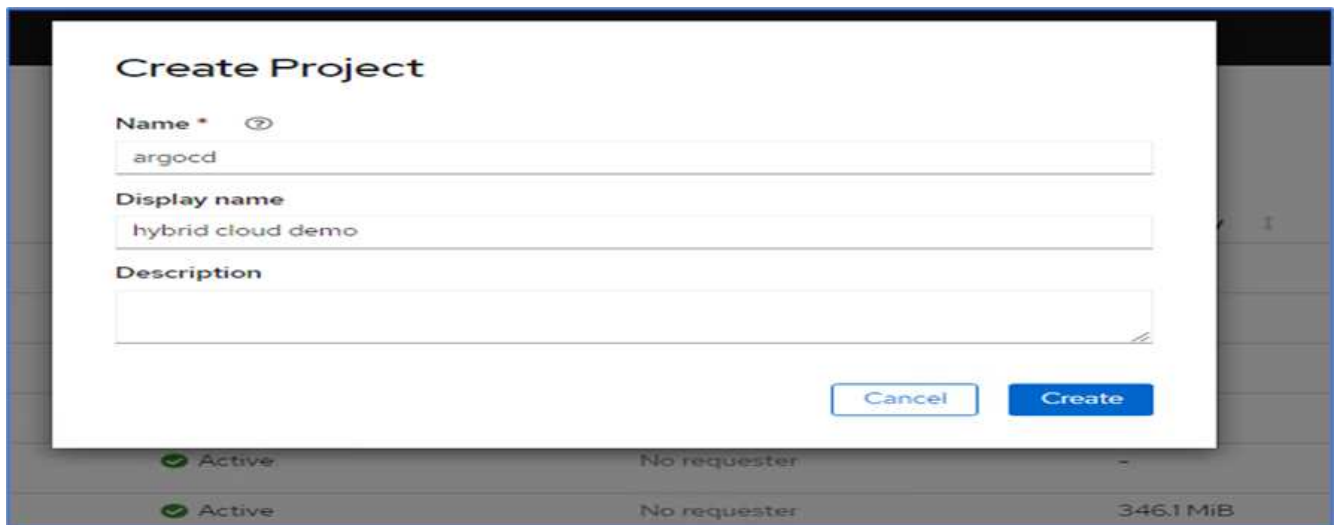 Create Project
Name *
argocd
Display name
hybrid cloud demo
Description
Cancel Create
Active No requester -
Active No requester 346.1 MiB